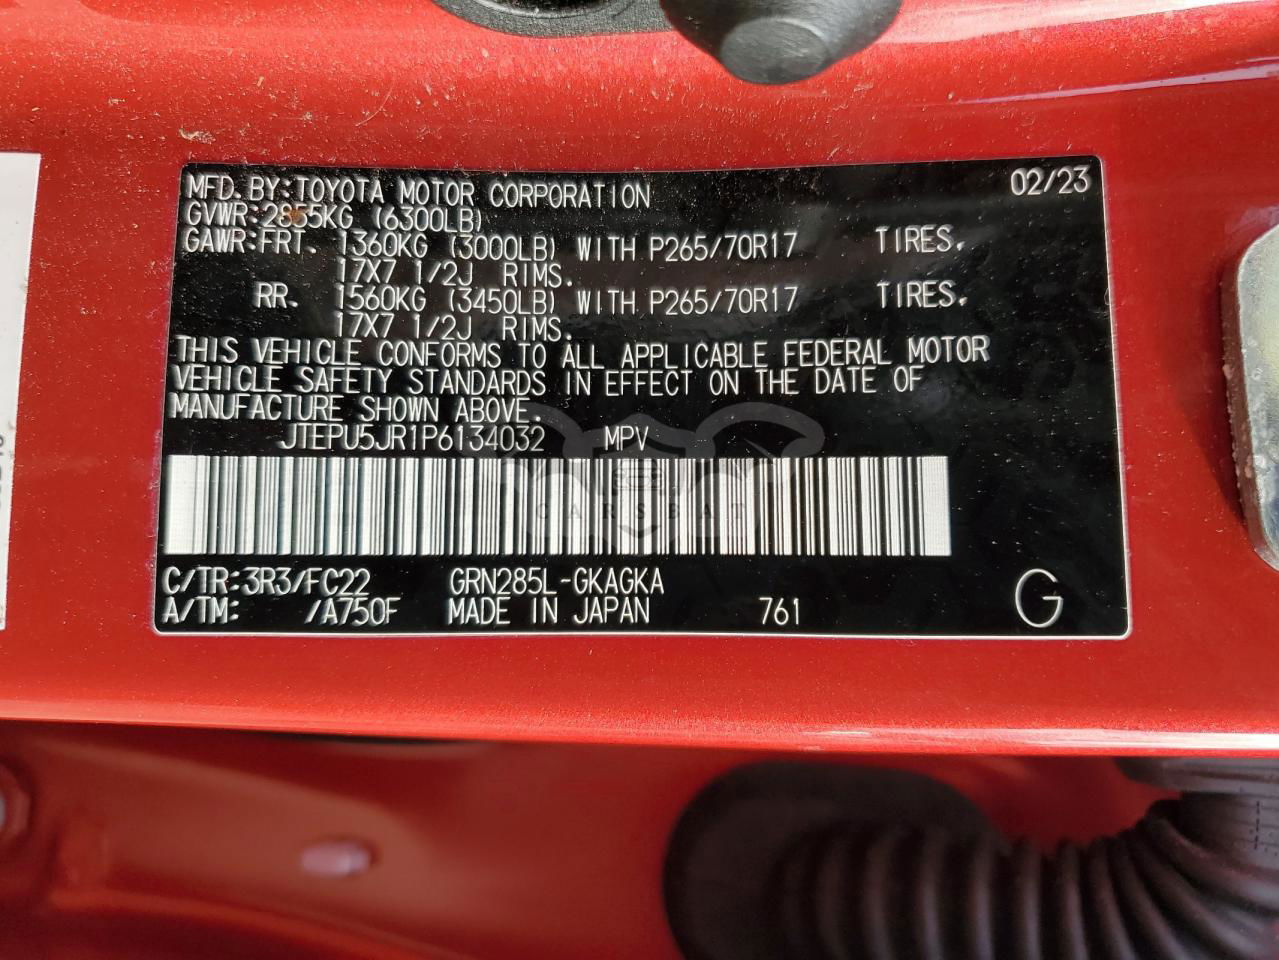 MFD. BY:TOYOTA MOTOR CORPORATION 02/23
GVWR:2855KG (6300LB)
GAWR:FRT. 1360KG (3000LB) WITH P265/70R17 TIRES.
17X7 1/2J RIMS.
RR. 1560KG (3450LB) WITH P265/70R17 TIRES.
17X7 1/2J RIMS.
THIS VEHICLE CONFORMS TO ALL APPLICABLE FEDERAL MOTOR
VEHICLE SAFETY STANDARDS IN EFFECT ON THE DATE OF
MANUFACTURE SHOWN ABOVE.
JTEPU5JR1P6134032 MPV
CARSBAT
C/TR:3R3/FC22 GRN285L-GKAGKA
A/TM: /A750F MADE IN JAPAN 761 G